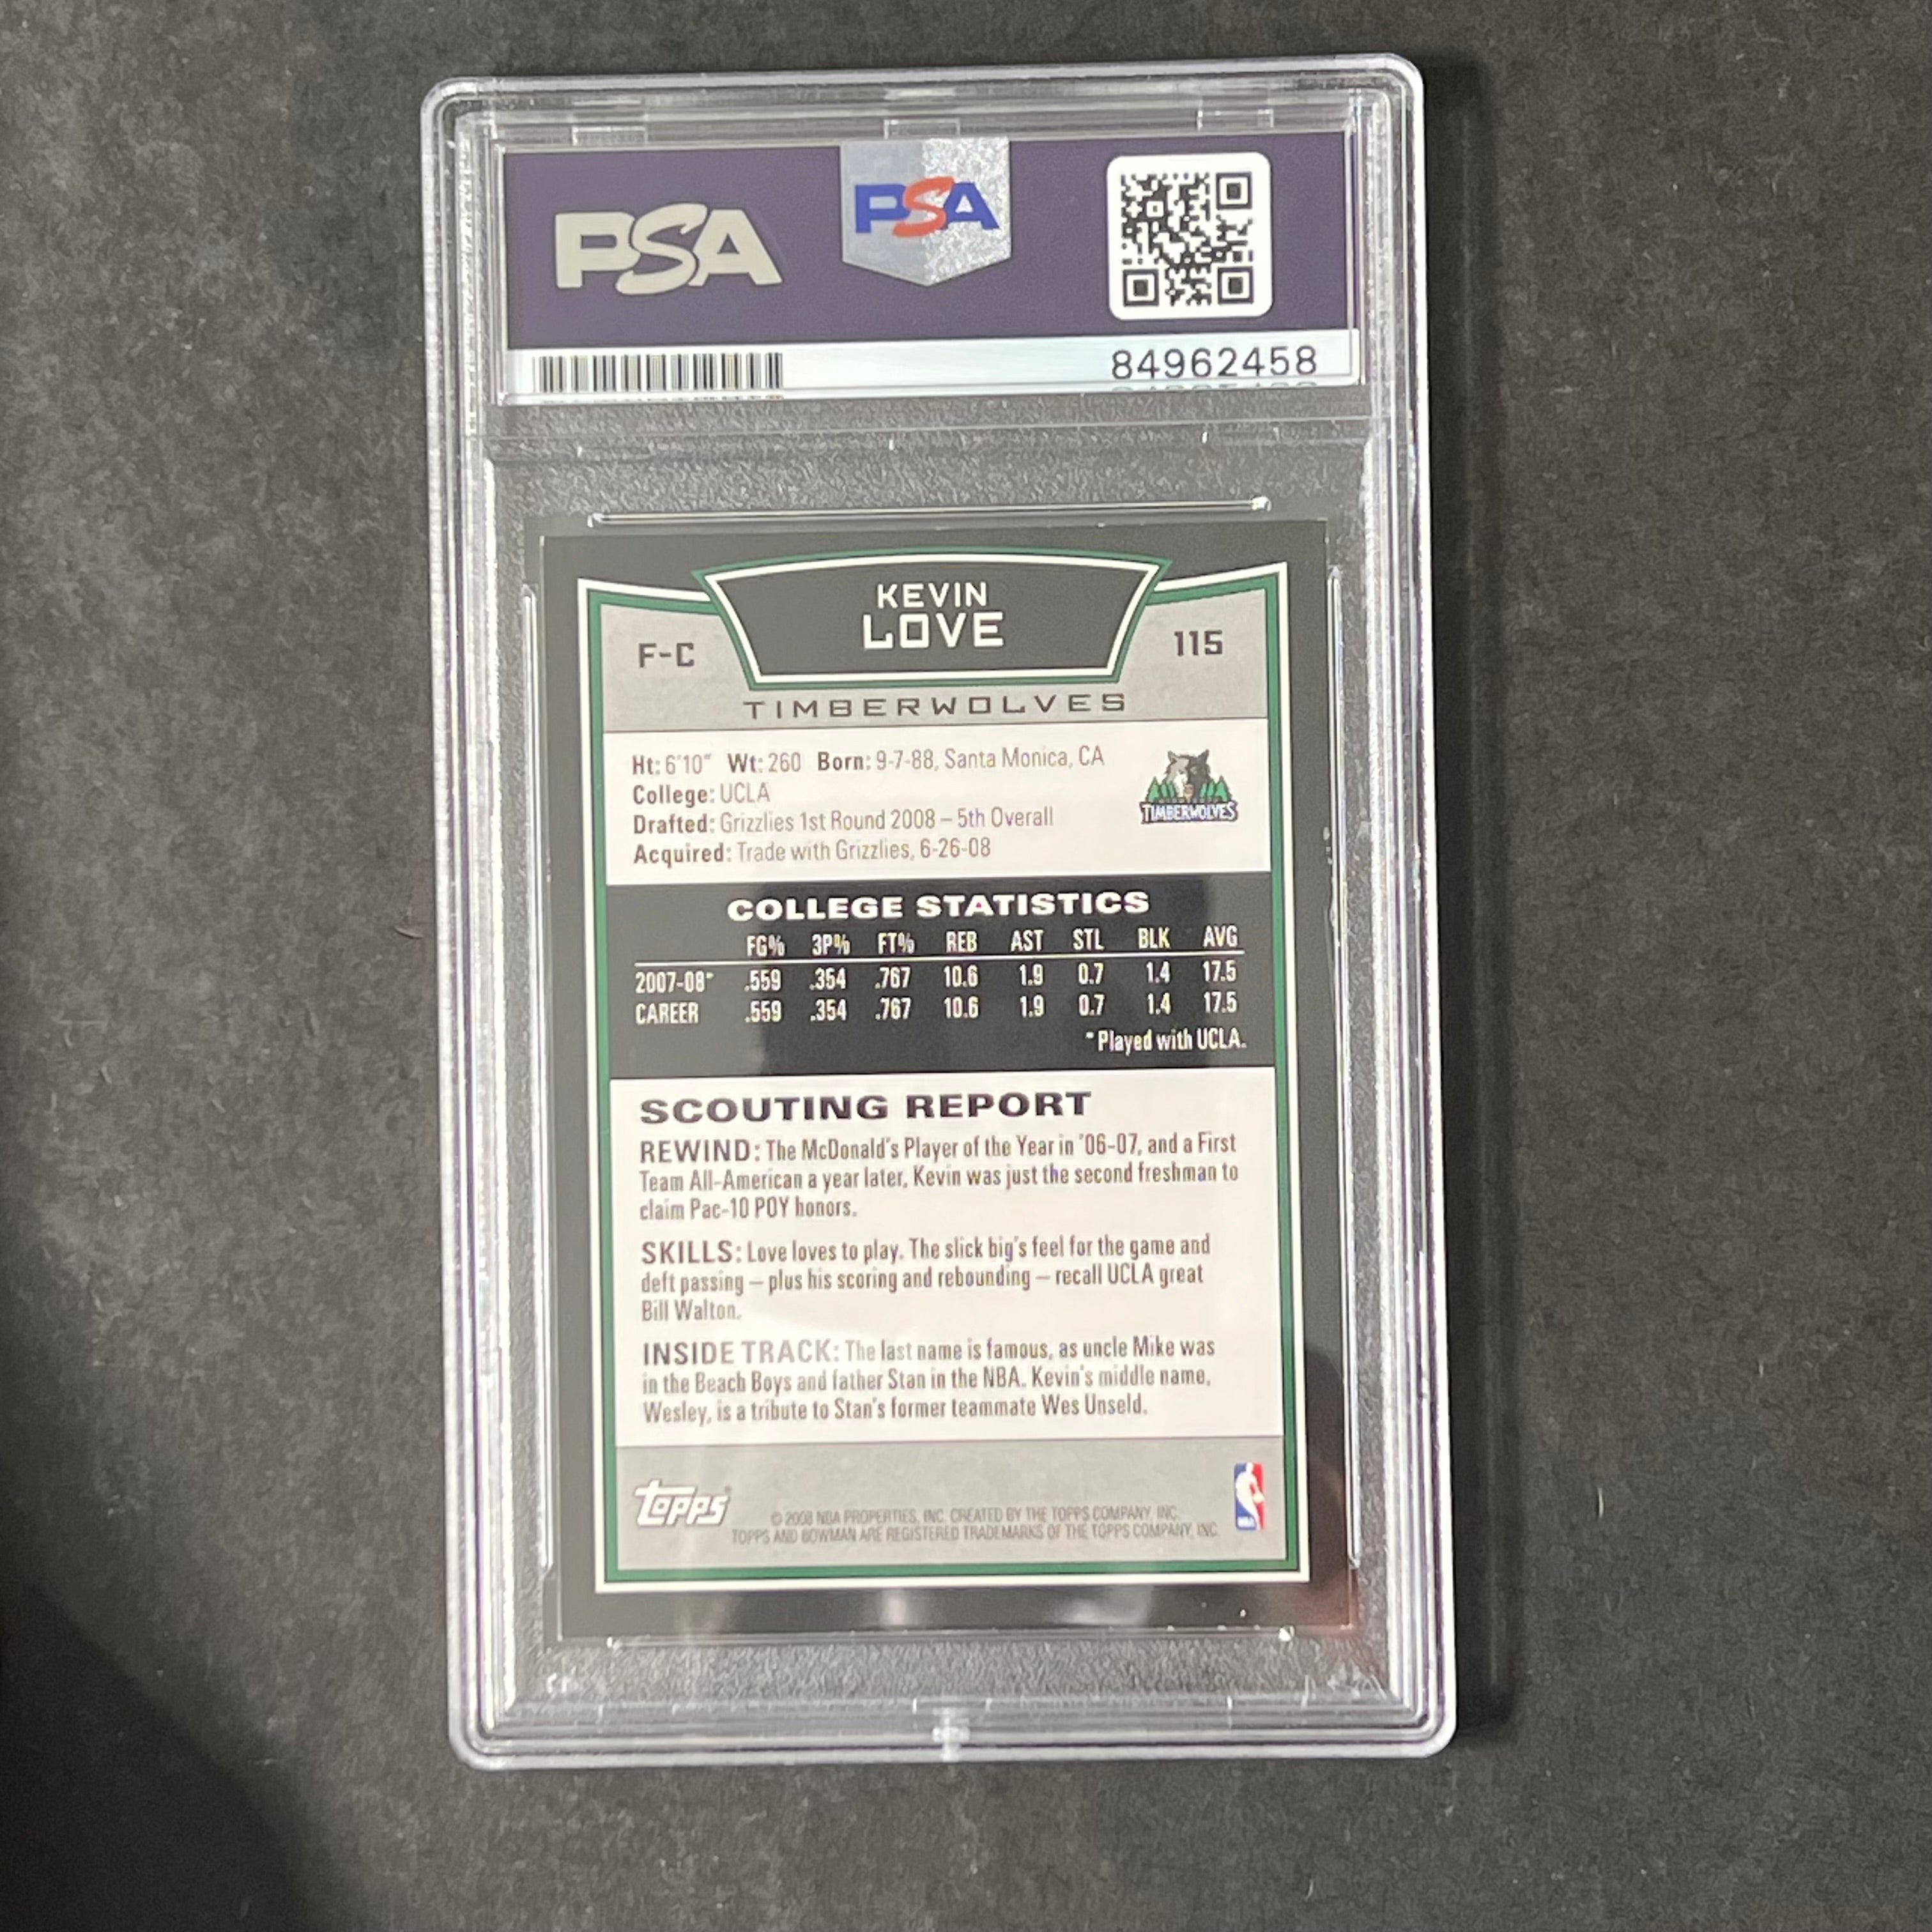 PSA PSA
84962458
KEVIN
LOVE
F-C 115
TIMBERWOLVES
Ht: 6'10" Wt: 260 Born: 9-7-88, Santa Monica, CA
College: UCLA
Drafted: Grizzlies 1st Round 2008 – 5th Overall
Acquired: Trade with Grizzlies, 6-26-08
TIMBERWOLVES
COLLEGE STATISTICS
FG% 3P% FT% REB AST STL BLK AVG
2007-08* .559 .354 .767 10.6 1.9 0.7 1.4 17.5
CAREER .559 .354 .767 10.6 1.9 0.7 1.4 17.5
* Played with UCLA.
SCOUTING REPORT
REWIND: The McDonald's Player of the Year in '06-07, and a First
Team All-American a year later, Kevin was just the second freshman to
claim Pac-10 POY honors.
SKILLS: Love loves to play. The slick big's feel for the game and
deft passing – plus his scoring and rebounding – recall UCLA great
Bill Walton.
INSIDE TRACK: The last name is famous, as uncle Mike was
in the Beach Boys and father Stan in the NBA. Kevin's middle name,
Wesley, is a tribute to Stan's former teammate Wes Unseld.
Topps
© 2008 NBA PROPERTIES, INC. CREATED BY THE TOPPS COMPANY, INC.
TOPPS AND BOWMAN ARE REGISTERED TRADEMARKS OF THE TOPPS COMPANY, INC.
NBA